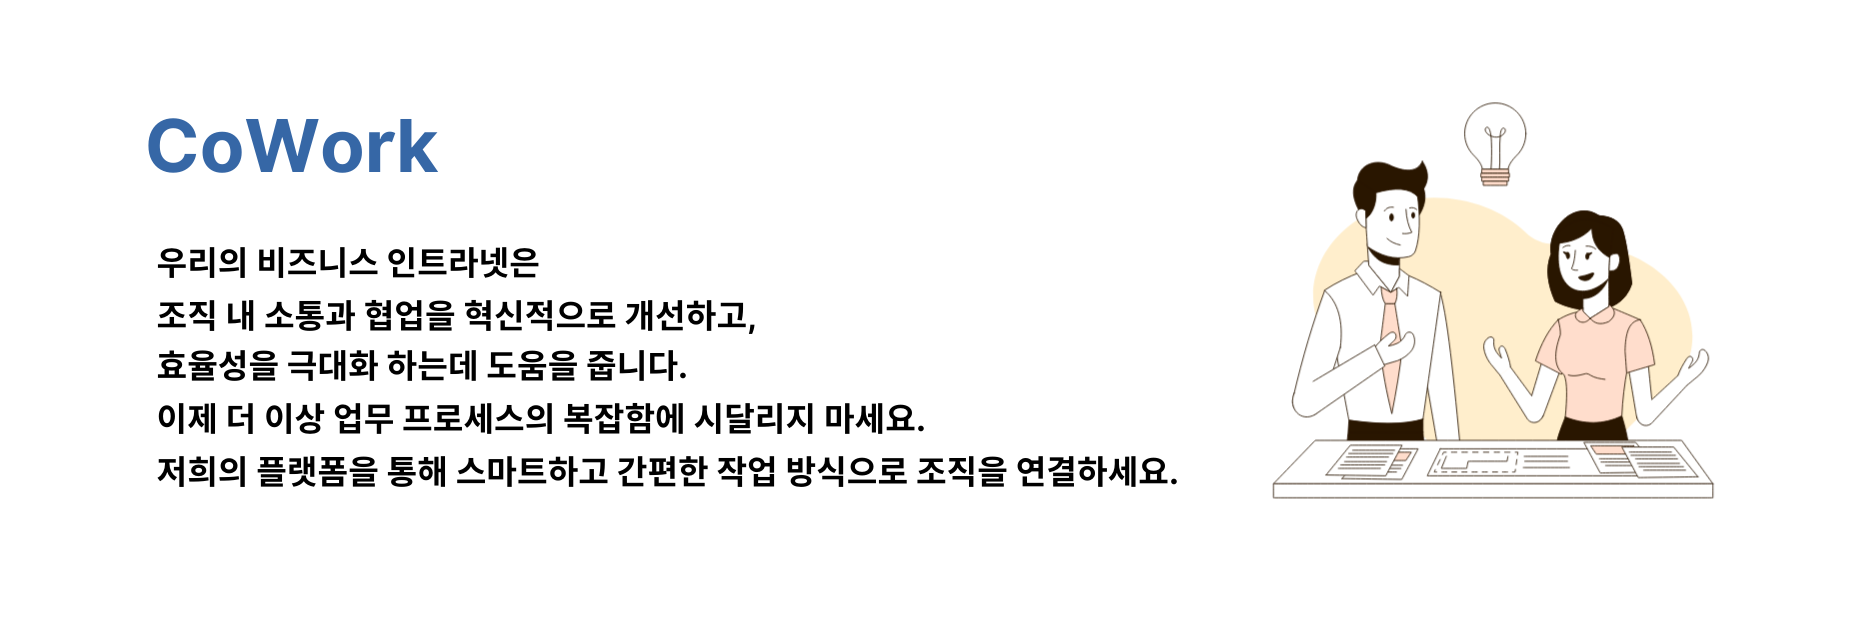 CoWork
우리의 비즈니스 인트라넷은
조직 내 소통과 협업을 혁신적으로 개선하고,
효율성을 극대화 하는데 도움을 줍니다.
이제 더 이상 업무 프로세스의 복잡함에 시달리지 마세요.
저희의 플랫폼을 통해 스마트하고 간편한 작업 방식으로 조직을 연결하세요.